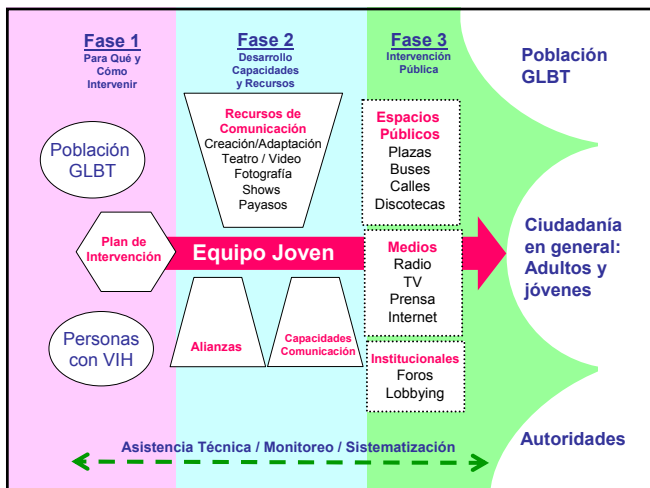 Fase 1
Para Qué y
Cómo
Intervenir
Población
GLBT
Plan de
Intervención
Personas
con VIH
Fase 2
Desarrollo
Capacidades
y Recursos
Recursos de
Comunicación
Creación/Adaptación
Teatro / Video
Fotografía
Shows
Payasos
Equipo Joven
Alianzas
Capacidades
Comunicación
Fase 3
Intervención
Pública
Espacios
Públicos
Plazas
Buses
Calles
Discotecas
Medios
Radio
TV
Prensa
Internet
Institucionales
Foros
Lobbying
Población
GLBT
Ciudadanía
en general:
Adultos y
jóvenes
Autoridades
Asistencia Técnica / Monitoreo / Sistematización